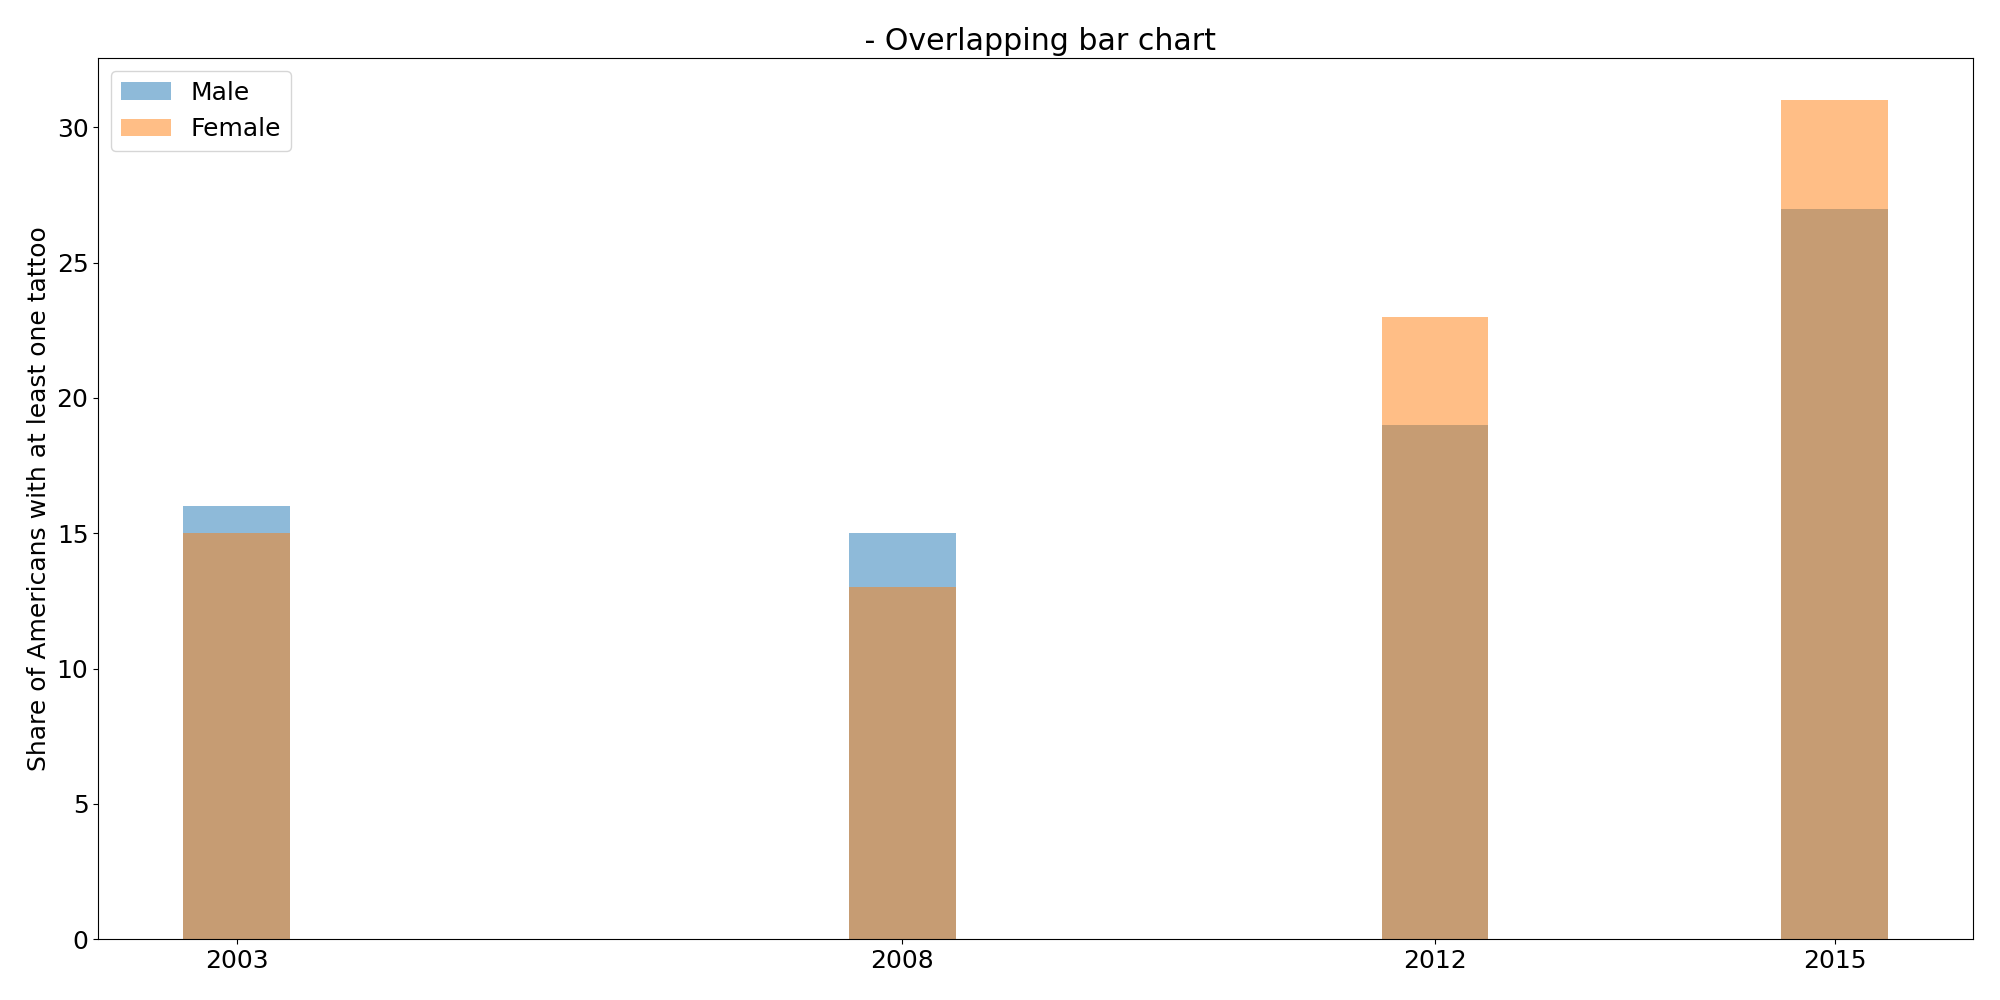 - Overlapping bar chart
Male
Female
Share of Americans with at least one tattoo
30
25
20
15
10
5
0
2003
2008
2012
2015